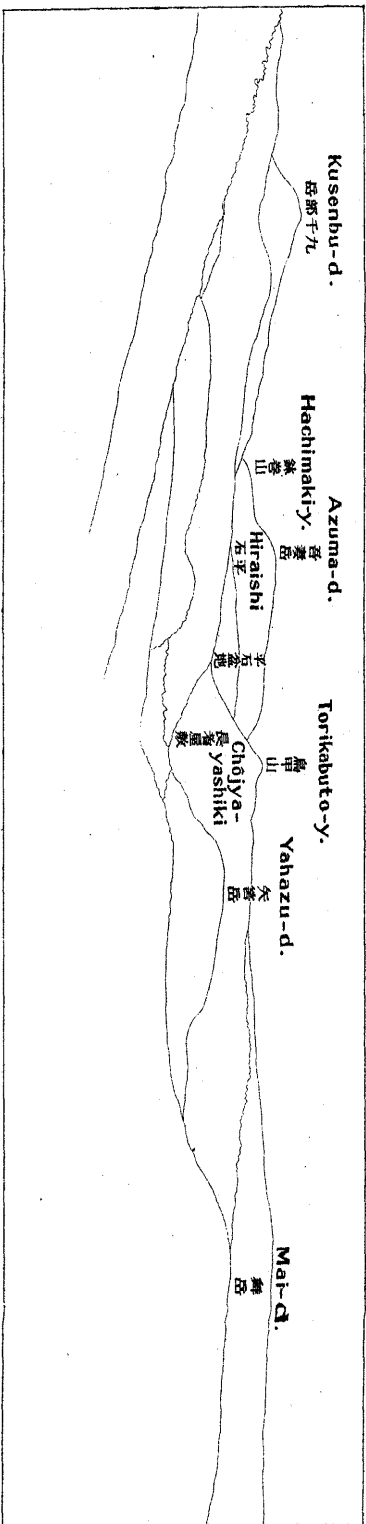 Kusenbu-d.
岳部千九
Hachimaki-y.
鉢巻山
Azuma-d.
吾妻岳
Hiraishi
石平
平石盆地
Torikabuto-y.
鳥甲山
Chôjya-
yashiki
長者屋敷
Yahazu-d.
矢筈岳
Mai-d.
舞岳